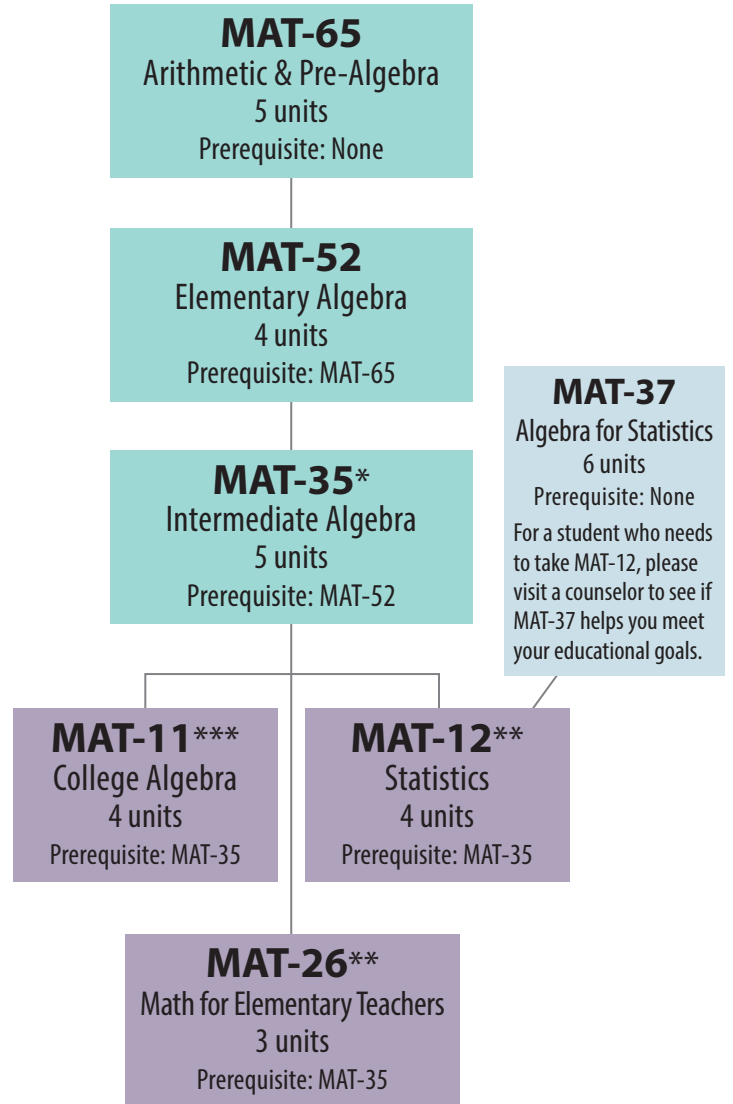 MAT-65
Arithmetic & Pre-Algebra
5 units
Prerequisite: None
MAT-52
Elementary Algebra
4 units
Prerequisite: MAT-65
MAT-37
Algebra for Statistics
6 units
Prerequisite: None
For a student who needs
to take MAT-12, please
visit a counselor to see if
MAT-37 helps you meet
your educational goals.
MAT-35*
Intermediate Algebra
5 units
Prerequisite: MAT-52
MAT-11***
College Algebra
4 units
Prerequisite: MAT-35
MAT-12**
Statistics
4 units
Prerequisite: MAT-35
MAT-26**
Math for Elementary Teachers
3 units
Prerequisite: MAT-35